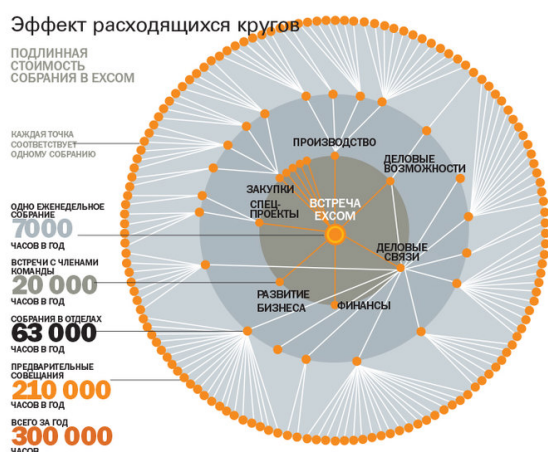 Эффект расходящихся кругов
ПОДЛИННАЯ
СТОИМОСТЬ
СОБРАНИЯ В EXCOM
КАЖДАЯ ТОЧКА
СООТВЕТСТВУЕТ
ОДНОМУ СОБРАНИЮ
ОДНО ЕЖЕНЕДЕЛЬНОЕ
СОБРАНИЕ
7000
ЧАСОВ В ГОД
ВСТРЕЧИ С ЧЛЕНАМИ
КОМАНДЫ
20 000
ЧАСОВ В ГОД
СОБРАНИЯ В ОТДЕЛАХ
63 000
ЧАСОВ В ГОД
ПРЕДВАРИТЕЛЬНЫЕ
СОВЕЩАНИЯ
210 000
ЧАСОВ В ГОД
ВСЕГО ЗА ГОД
300 000
ЧАСОВ
ПРОИЗВОДСТВО
ДЕЛОВЫЕ
ВОЗМОЖНОСТИ
ЗАКУПКИ
СПЕЦ-
ПРОЕКТЫ
ВСТРЕЧА
EXCOM
ДЕЛОВЫЕ
СВЯЗИ
РАЗВИТИЕ
БИЗНЕСА
ФИНАНСЫ